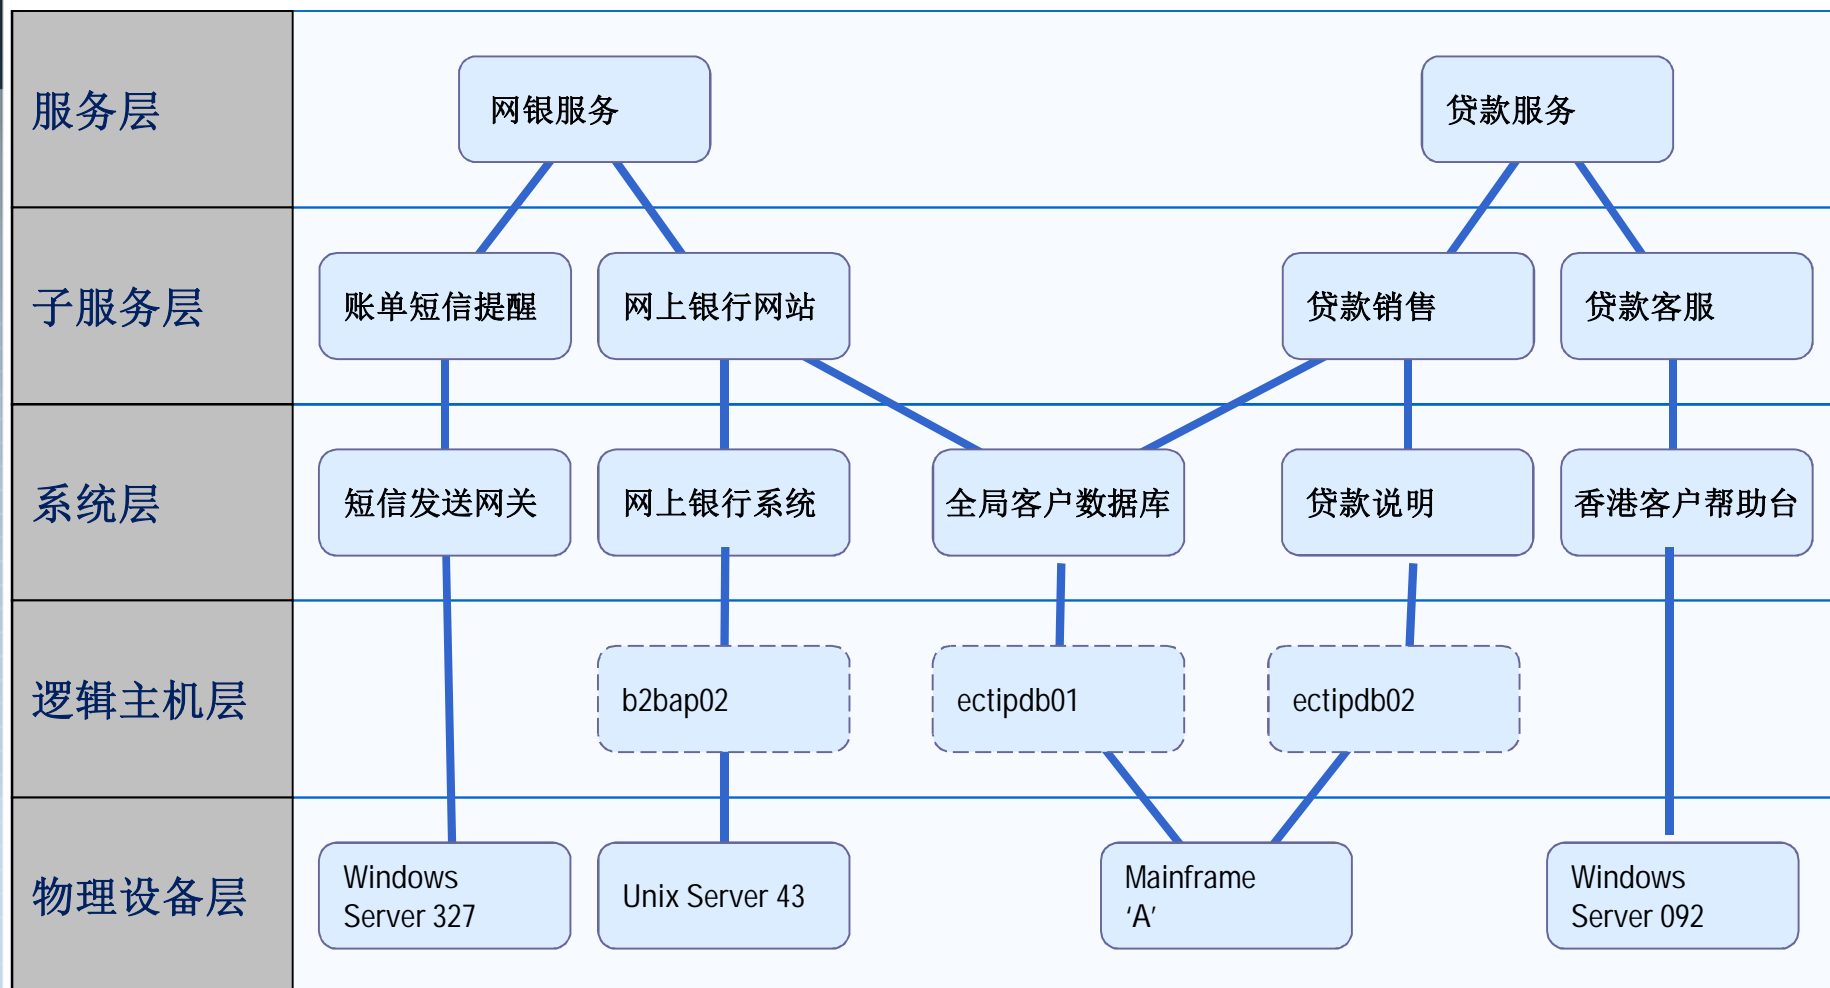 服务层
网银服务
贷款服务
子服务层
账单短信提醒
网上银行网站
贷款销售
贷款客服
系统层
短信发送网关
网上银行系统
全局客户数据库
贷款说明
香港客户帮助台
逻辑主机层
b2bap02
ectipdb01
ectipdb02
物理设备层
Windows
Server 327
Unix Server 43
Mainframe
‘A’
Windows
Server 092